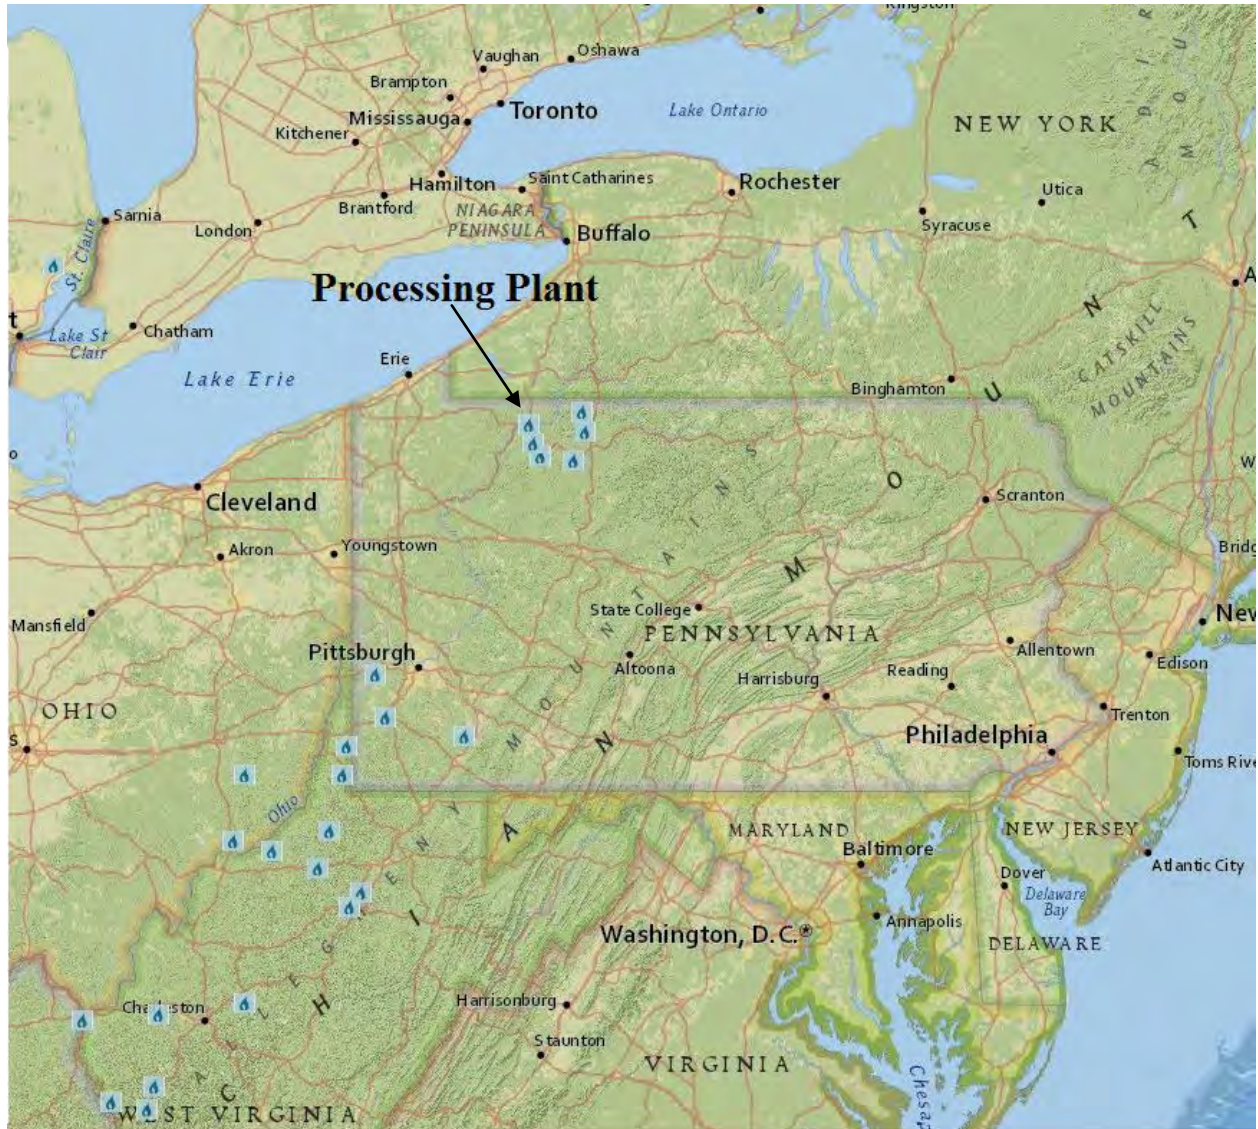 Kingston
Vaughan
Oshawa
Brampton
Toronto
Lake Ontario
Mississauga
Kitchener
NEW YORK
Hamilton
Saint Catharines
Rochester
Utica
Brantford
NIAGARA
PENINSULA
Sarnia
London
Syracuse
Buffalo
St. Claire
Processing Plant
Lake St
Clair
Chatham
CATSKILL
MOUNTAINS
Erie
Lake Erie
Binghamton
Cleveland
Scranton
Akron
Youngstown
Mansfield
State College
PENNSYLVANIA
Allentown
Edison
Pittsburgh
Altoona
Harrisburg
Reading
OHIO
Trenton
Philadelphia
Toms Rive
Ohio
MARYLAND
NEW JERSEY
Baltimore
Atlantic City
Dover
Delaware
Bay
Annapolis
Washington, D.C.
DELAWARE
Harrisonburg
Staunton
VIRGINIA
WEST VIRGINIA
ALLEGHENY
MOUNTAINS